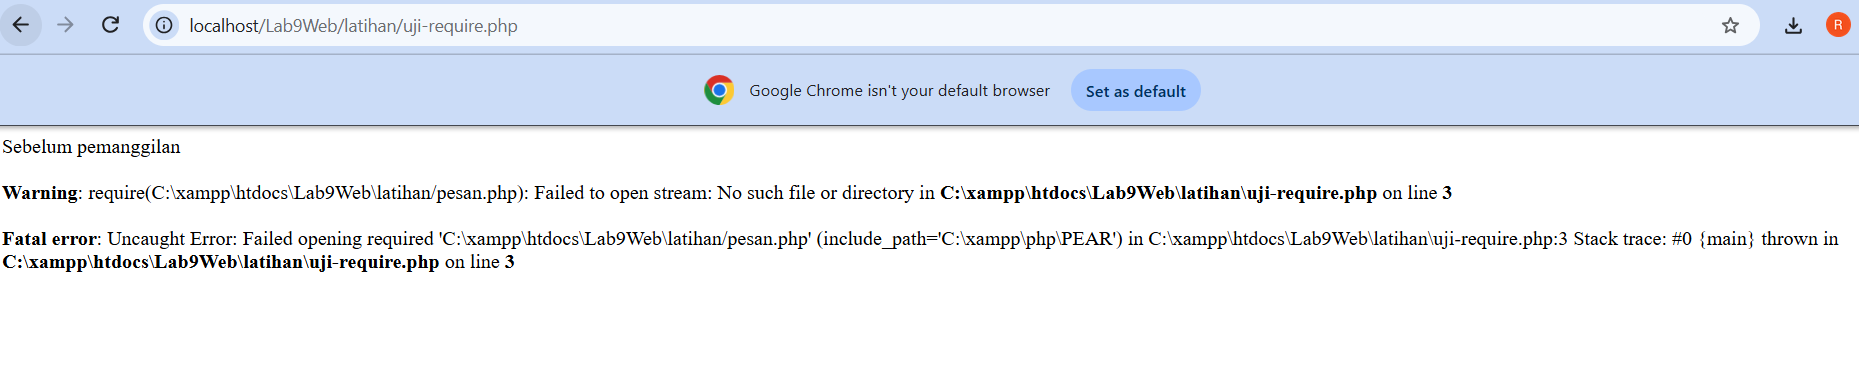 localhost/Lab9Web/latihan/uji-require.php
R
Google Chrome isn't your default browser
Set as default
Sebelum pemanggilan
Warning: require(C:\xampp\htdocs\Lab9Web\latihan/pesan.php): Failed to open stream: No such file or directory in C:\xampp\htdocs\Lab9Web\latihan\uji-require.php on line 3
Fatal error: Uncaught Error: Failed opening required 'C:\xampp\htdocs\Lab9Web\latihan/pesan.php' (include_path='C:\xampp\php\PEAR') in C:\xampp\htdocs\Lab9Web\latihan\uji-require.php:3 Stack trace: #0 {main} thrown in
C:\xampp\htdocs\Lab9Web\latihan\uji-require.php on line 3